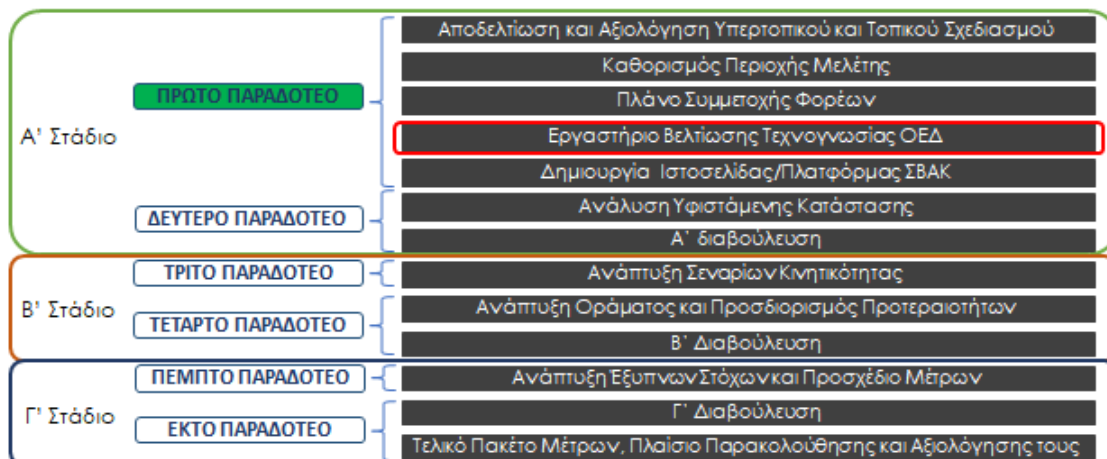 Α' Στάδιο
ΠΡΩΤΟ ΠΑΡΑΔΟΤΕΟ
Αποδελτίωση και Αξιολόγηση Υπερτοπικού και Τοπικού Σχεδιασμού
Καθορισμός Περιοχής Μελέτης
Πλάνο Συμμετοχής Φορέων
Εργαστήριο Βελτίωσης Τεχνογνωσίας ΟΕΔ
Δημιουργία Ιστοσελίδας/Πλατφόρμας ΣΒΑΚ
ΔΕΥΤΕΡΟ ΠΑΡΑΔΟΤΕΟ
Ανάλυση Υφιστάμενης Κατάστασης
Α' διαβούλευση
Β' Στάδιο
ΤΡΙΤΟ ΠΑΡΑΔΟΤΕΟ
Ανάπτυξη Σεναρίων Κινητικότητας
ΤΕΤΑΡΤΟ ΠΑΡΑΔΟΤΕΟ
Ανάπτυξη Οράματος και Προσδιορισμός Προτεραιοτήτων
Β' Διαβούλευση
Γ' Στάδιο
ΠΕΜΠΤΟ ΠΑΡΑΔΟΤΕΟ
Ανάπτυξη Έξυπνων Στόχων και Προσχέδιο Μέτρων
ΕΚΤΟ ΠΑΡΑΔΟΤΕΟ
Γ' Διαβούλευση
Τελικό Πακέτο Μέτρων, Πλαίσιο Παρακολούθησης και Αξιολόγησης τους